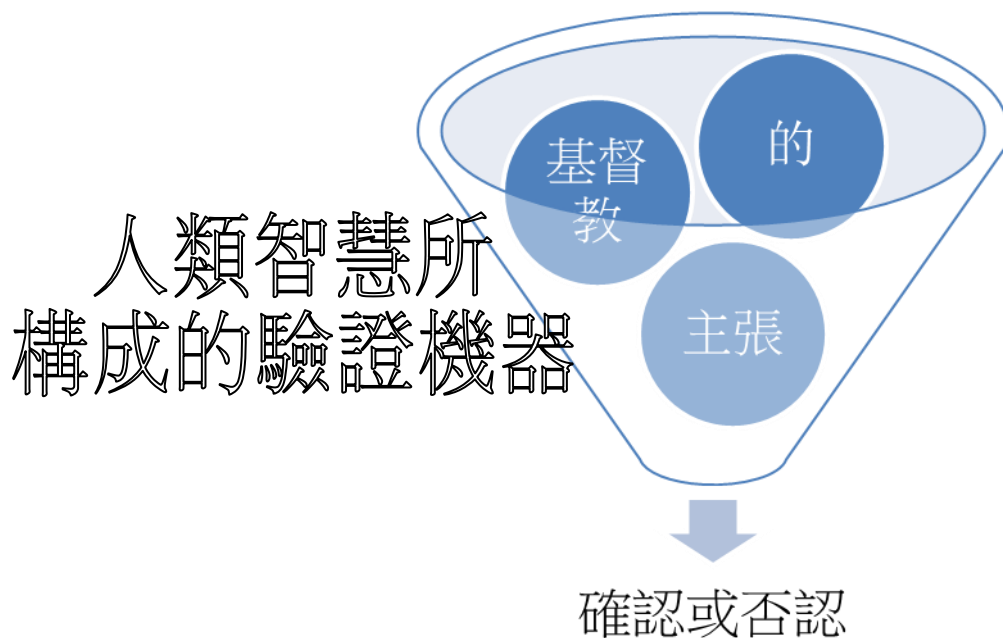 基督
教
的
主張
人類智慧所
構成的驗證機器
確認或否認